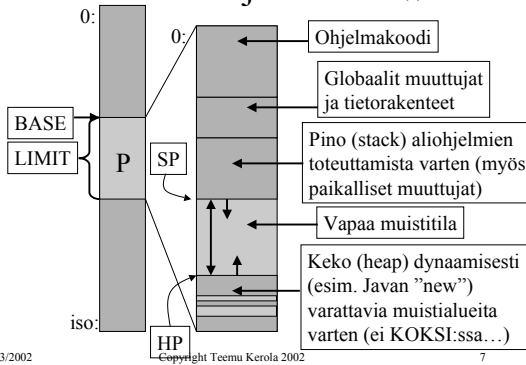 0:
0:
Ohjelmakoodi
Globaalit muuttujat
ja tietorakenteet
BASE
LIMIT
P
SP
Pino (stack) aliohjelmien
toteuttamista varten (myös
paikalliset muuttujat)
Vapaa muistitila
Keko (heap) dynaamisesti
(esim. Javan ”new”)
varattavia muistialueita
varten (ei KOKSI:ssa…)
iso:
HP
3/2002
Copyright Teemu Kerola 2002
7